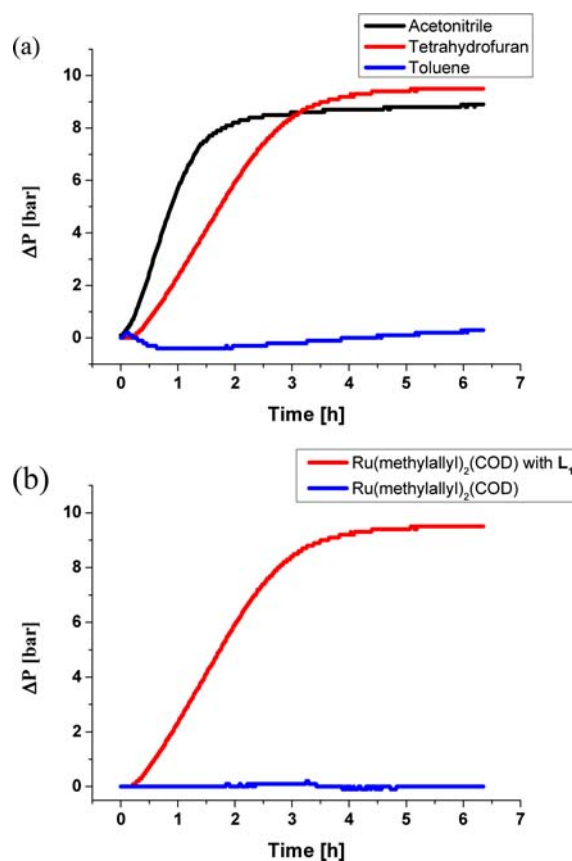 (a)
Acetonitrile
Tetrahydrofuran
Toluene
10
8
6
4
2
0
ΔP [bar]
0 1 2 3 4 5 6 7
Time [h]
(b)
Ru(methylallyl)₂(COD) with L₁
Ru(methylallyl)₂(COD)
10
8
6
4
2
0
ΔP [bar]
0 1 2 3 4 5 6 7
Time [h]